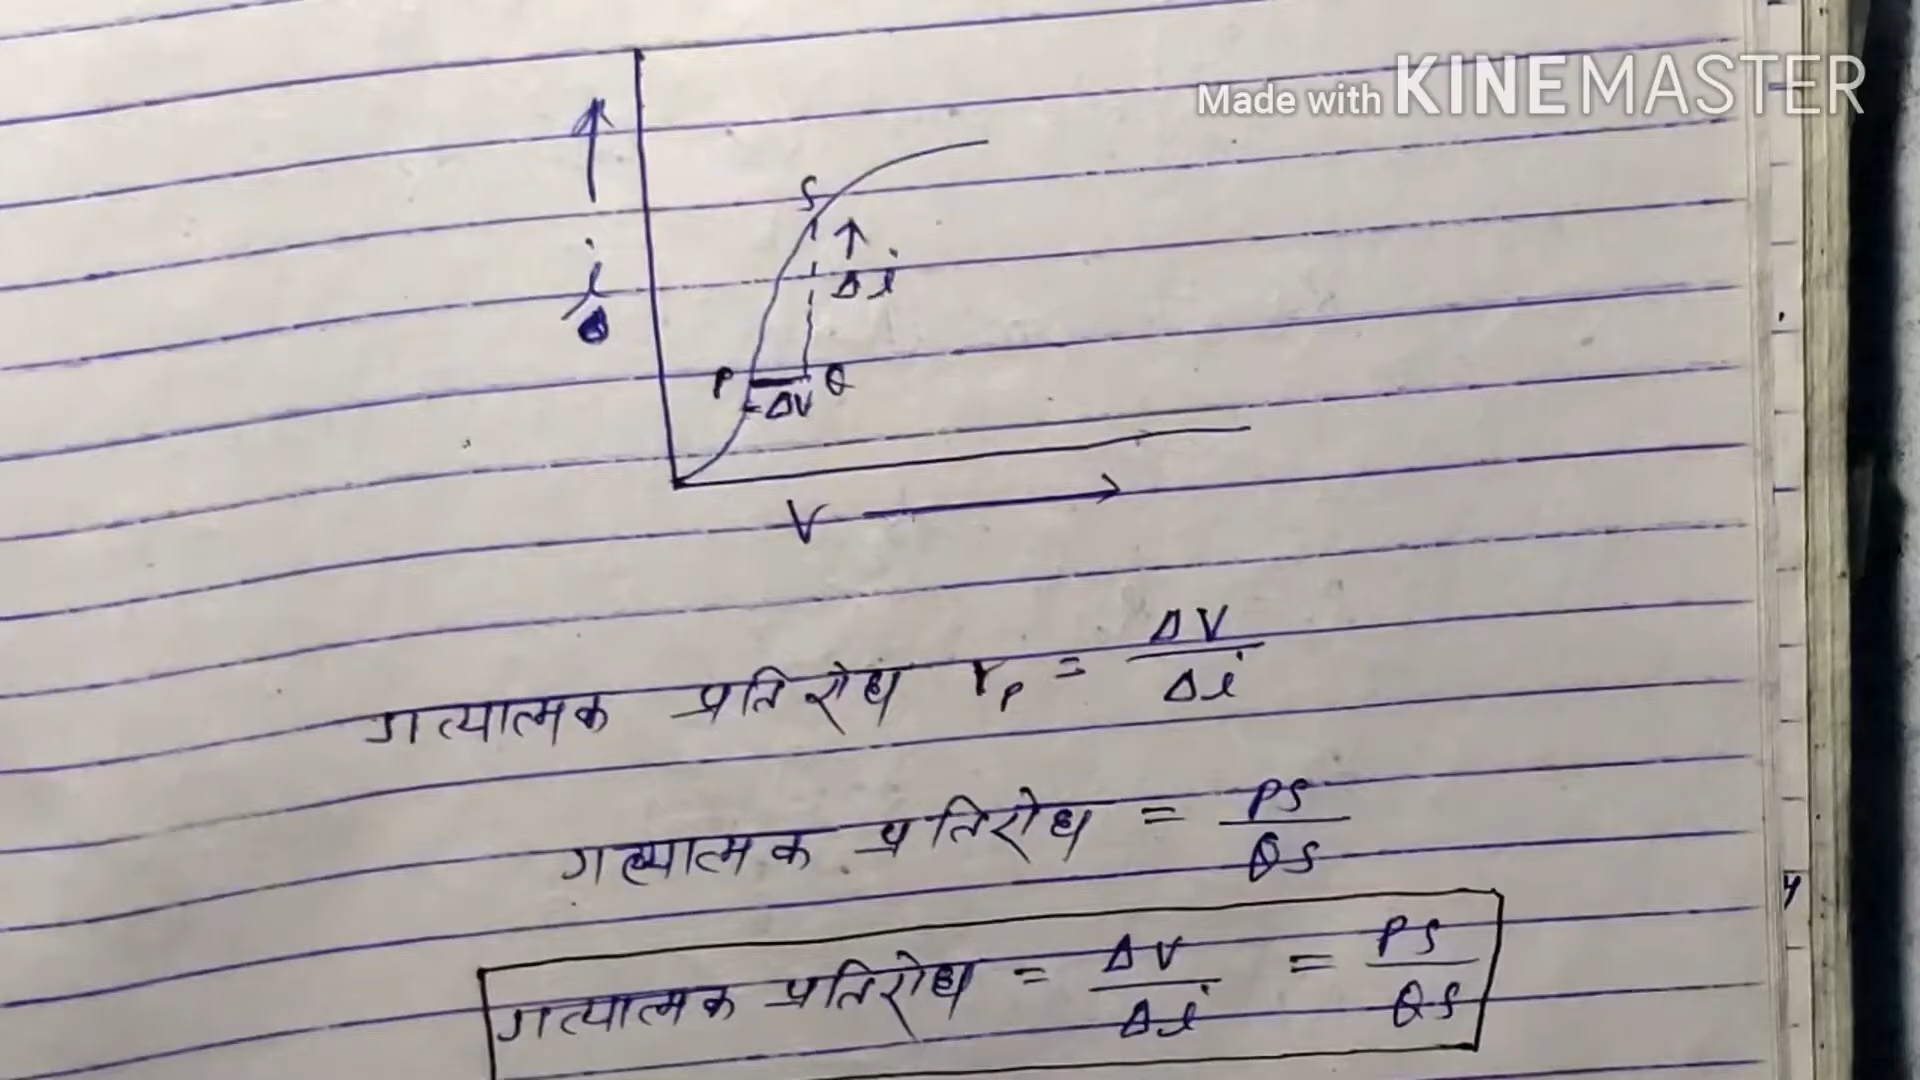 Made with KINEMASTER
S
Δi
i
P Q
ΔV
V
गत्यात्मक प्रतिरोध rₚ = ΔV/Δi
गत्यात्मक प्रतिरोध = PS/QS
गत्यात्मक प्रतिरोध = ΔV/Δi = PS/QS